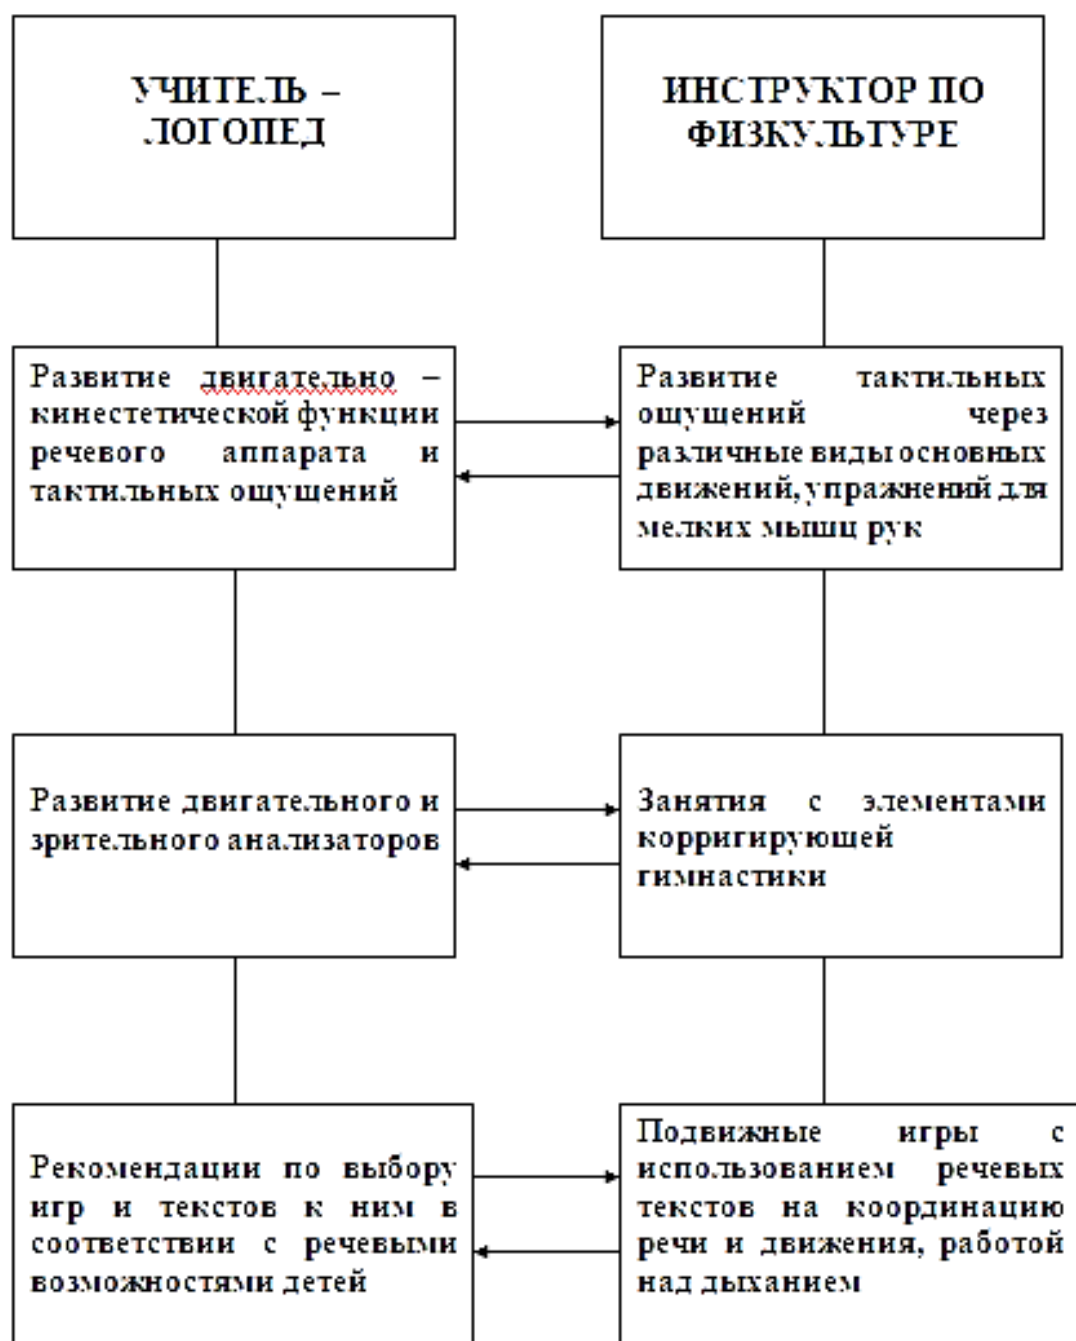 УЧИТЕЛЬ –
ЛОГОПЕД
ИНСТРУКТОР ПО
ФИЗКУЛЬТУРЕ
Развитие двигательно –
кинестетической функции
речевого аппарата и
тактильных ощущений
Развитие тактильных
ощущений через
различные виды основных
движений, упражнений для
мелких мышц рук
Развитие двигательного и
зрительного анализаторов
Занятия с элементами
корригирующей
гимнастики
Рекомендации по выбору
игр и текстов к ним в
соответствии с речевыми
возможностями детей
Подвижные игры с
использованием речевых
текстов на координацию
речи и движения, работой
над дыханием